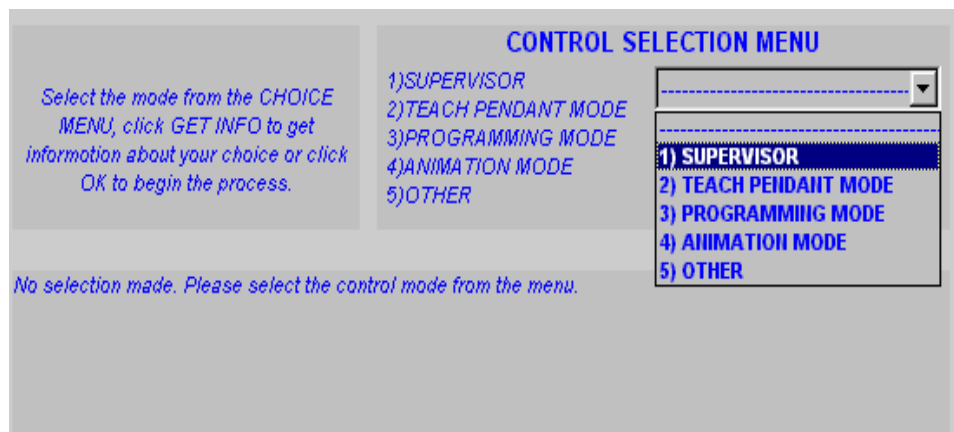 CONTROL SELECTION MENU
Select the mode from the CHOICE
MENU, click GET INFO to get
information about your choice or click
OK to begin the process.
1)SUPERVISOR
2)TEACH PENDANT MODE
3)PROGRAMMING MODE
4)ANIMATION MODE
5)OTHER
1) SUPERVISOR
2) TEACH PENDANT MODE
3) PROGRAMMING MODE
4) ANIMATION MODE
5) OTHER
No selection made. Please select the control mode from the menu.